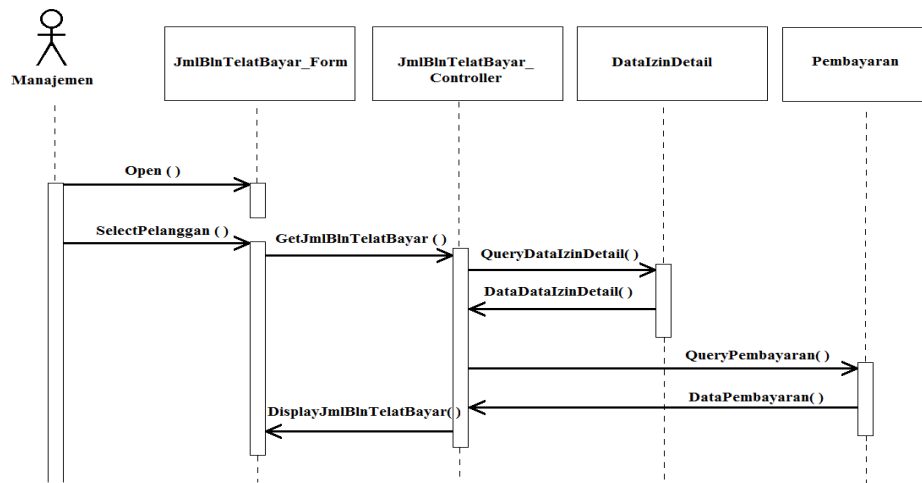 Manajemen
JmlBlnTelatBayar_Form
JmlBlnTelatBayar_
Controller
DataIzinDetail
Pembayaran
Open ( )
SelectPelanggan ( )
GetJmlBlnTelatBayar ( )
QueryDataIzinDetail( )
DataDataIzinDetail( )
QueryPembayaran( )
DataPembayaran( )
DisplayJmlBlnTelatBayar( )